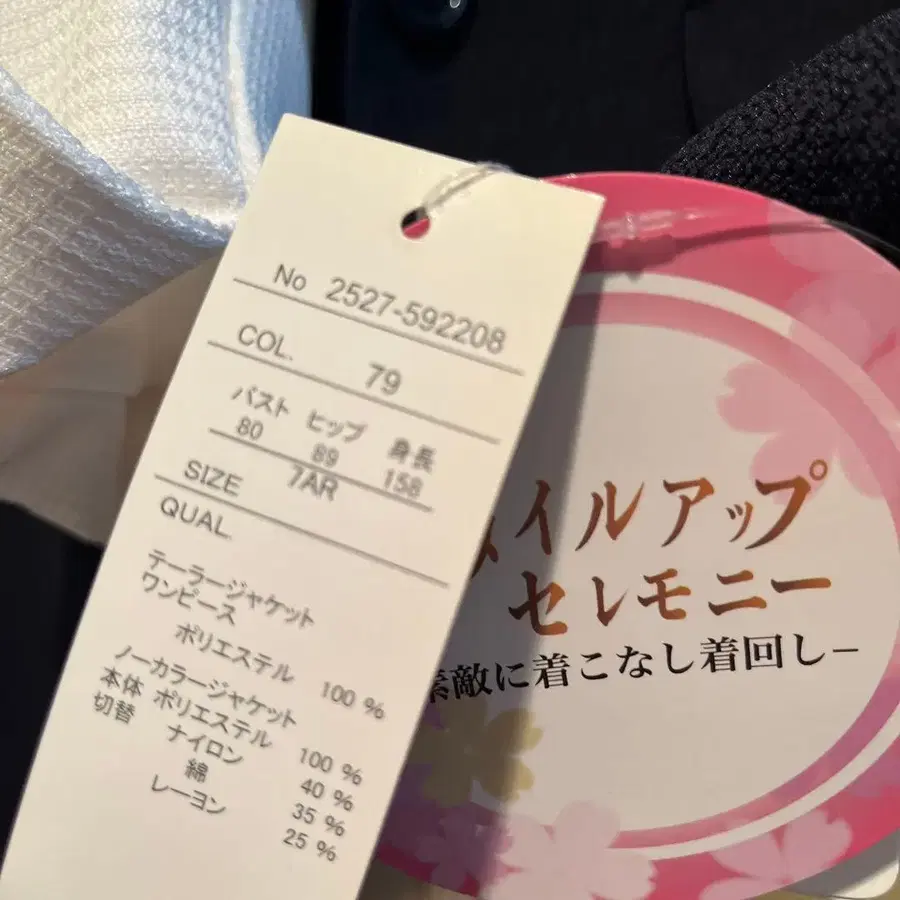 No 2527-592208
COL. 79
バスト ヒップ 身長
80 89 158
SIZE 7AR
QUAL.
テーラージャケット
ワンピース
ポリエステル 100 %
ノーカラージャケット
本体 ポリエステル 100 %
切替 ナイロン 40 %
綿 35 %
レーヨン 25 %
イルアップ
セレモニー
素敵に着こなし着回し−